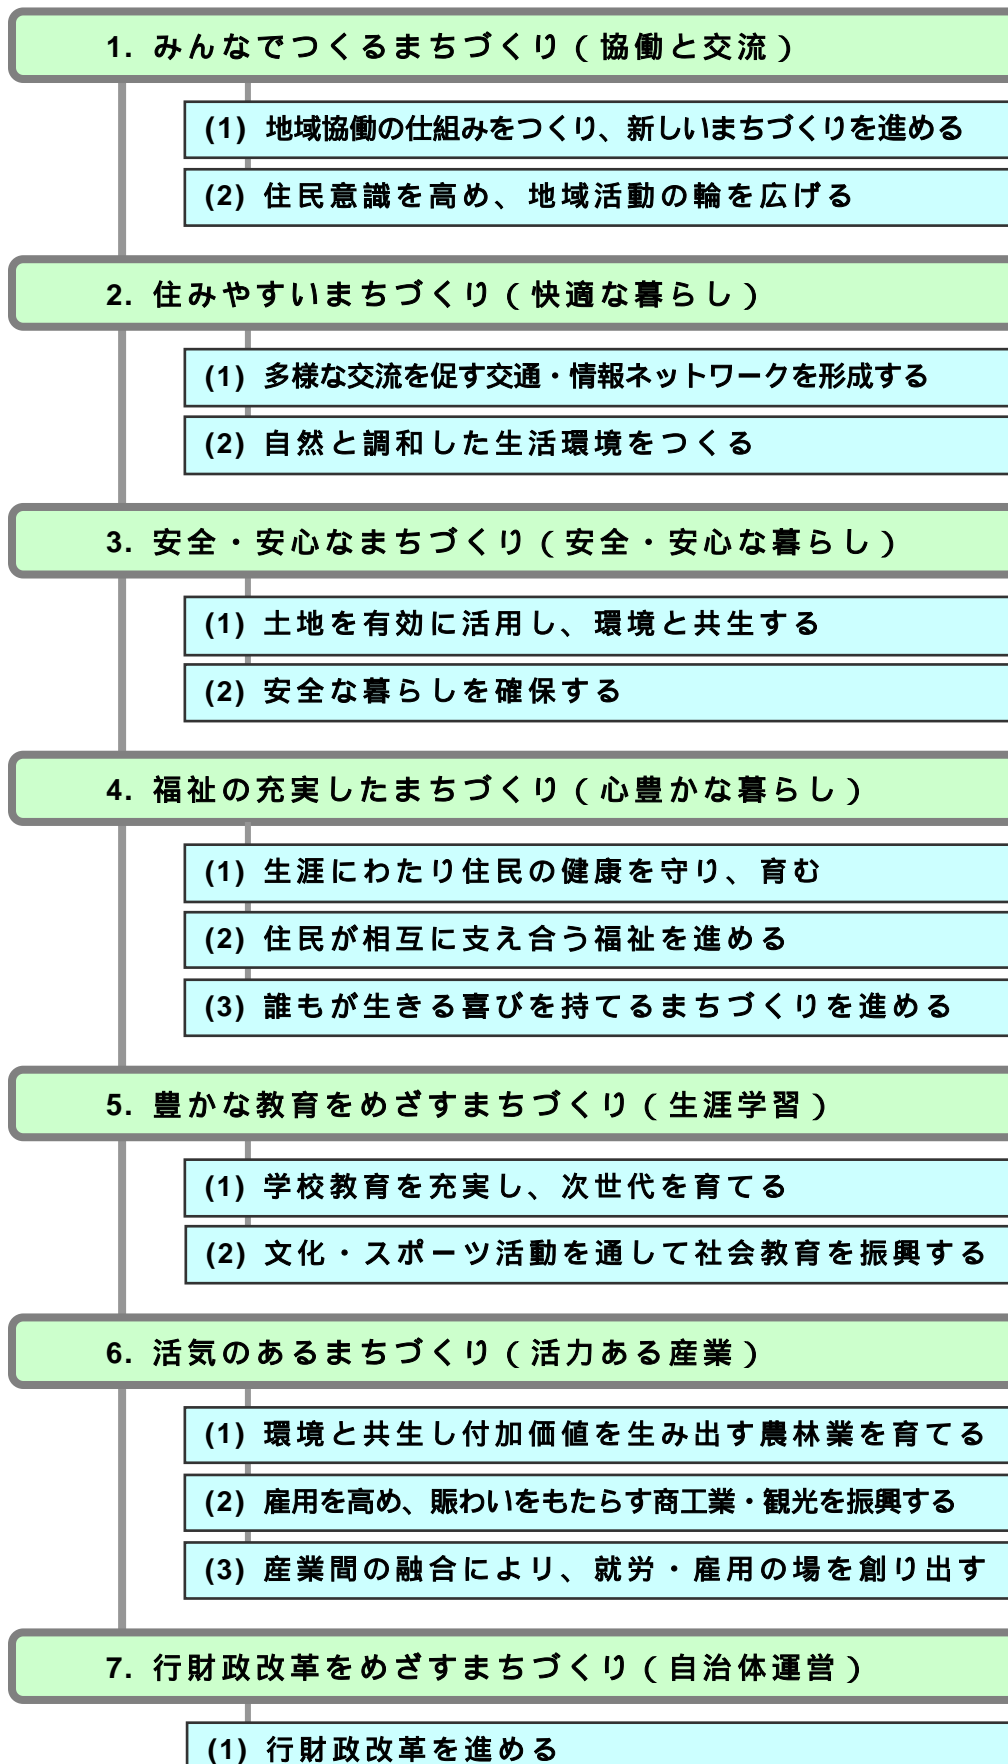 1. みんなでつくるまちづくり（協働と交流）
(1) 地域協働の仕組みをつくり、新しいまちづくりを進める
(2) 住民意識を高め、地域活動の輪を広げる
2. 住みやすいまちづくり（快適な暮らし）
(1) 多様な交流を促す交通・情報ネットワークを形成する
(2) 自然と調和した生活環境をつくる
3. 安全・安心なまちづくり（安全・安心な暮らし）
(1) 土地を有効に活用し、環境と共生する
(2) 安全な暮らしを確保する
4. 福祉の充実したまちづくり（心豊かな暮らし）
(1) 生涯にわたり住民の健康を守り、育む
(2) 住民が相互に支え合う福祉を進める
(3) 誰もが生きる喜びを持てるまちづくりを進める
5. 豊かな教育をめざすまちづくり（生涯学習）
(1) 学校教育を充実し、次世代を育てる
(2) 文化・スポーツ活動を通して社会教育を振興する
6. 活気のあるまちづくり（活力ある産業）
(1) 環境と共生し付加価値を生み出す農林業を育てる
(2) 雇用を高め、賑わいをもたらす商工業・観光を振興する
(3) 産業間の融合により、就労・雇用の場を創り出す
7. 行財政改革をめざすまちづくり（自治体運営）
(1) 行財政改革を進める